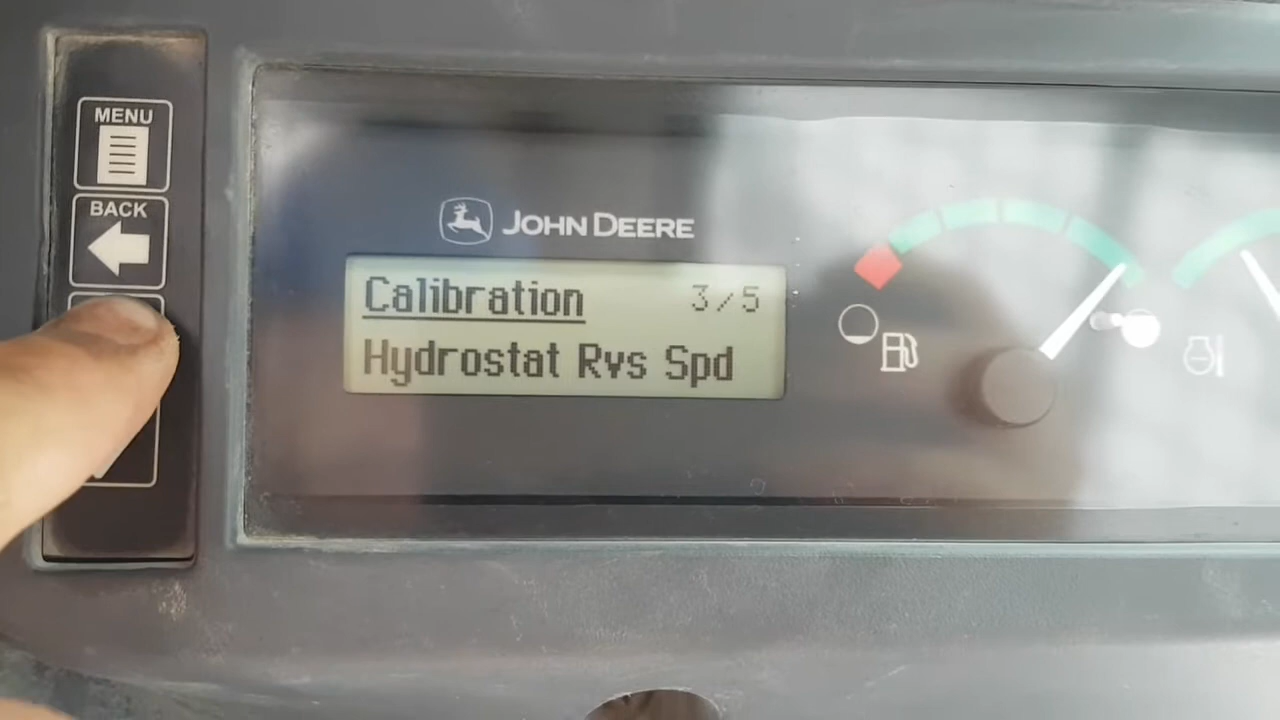 MENU
BACK
JOHN DEERE
Calibration 3/5
Hydrostat Rvs Spd